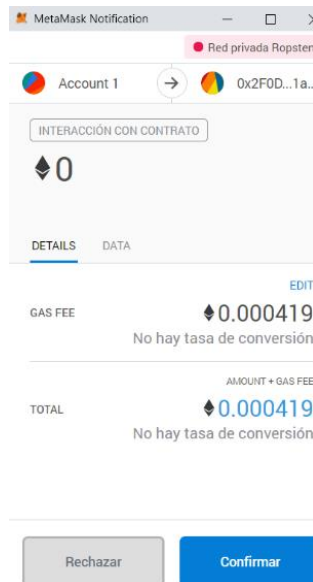 MetaMask Notification
Red privada Ropsten
Account 1
0x2F0D...1a...
INTERACCIÓN CON CONTRATO
0
DETAILS DATA
EDIT
GAS FEE 0.000419
No hay tasa de conversión
AMOUNT + GAS FEE
TOTAL 0.000419
No hay tasa de conversión
Rechazar Confirmar